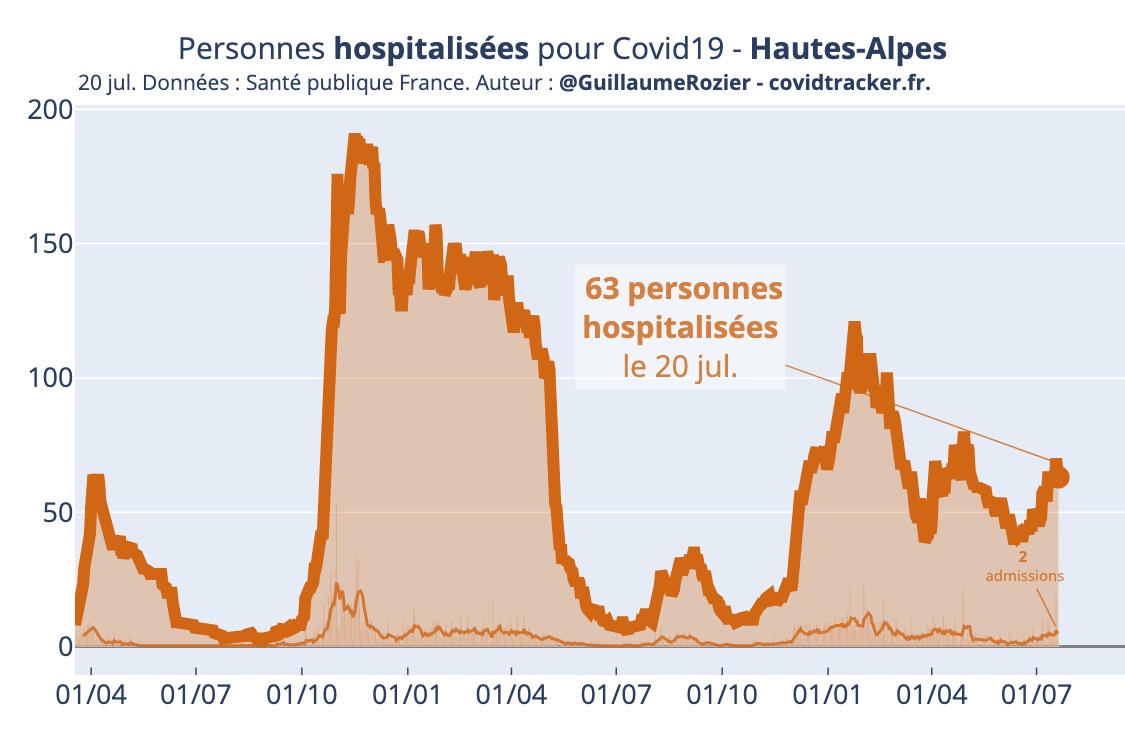 Personnes hospitalisées pour Covid19 - Hautes-Alpes
20 jul. Données : Santé publique France. Auteur : @GuillaumeRozier - covidtracker.fr.
200
150
63 personnes
hospitalisées
le 20 jul.
100
50
2
admissions
0
01/04 01/07 01/10 01/01 01/04 01/07 01/10 01/01 01/04 01/07